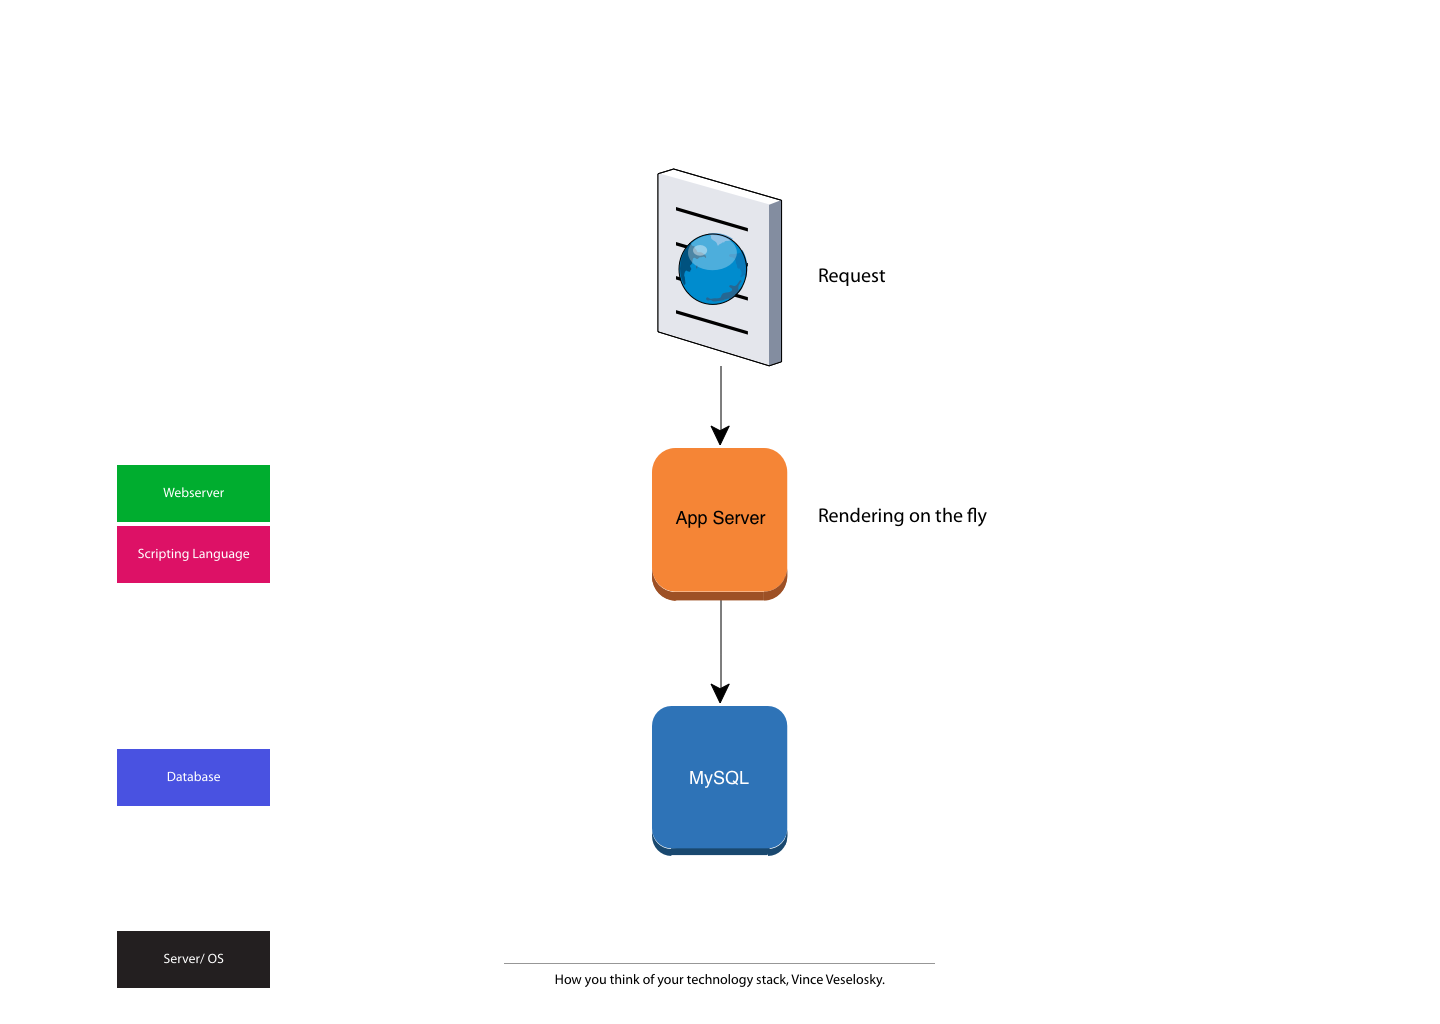 Request
Webserver
App Server
Rendering on the fly
Scripting Language
Database
MySQL
Server/ OS
How you think of your technology stack, Vince Veselosky.